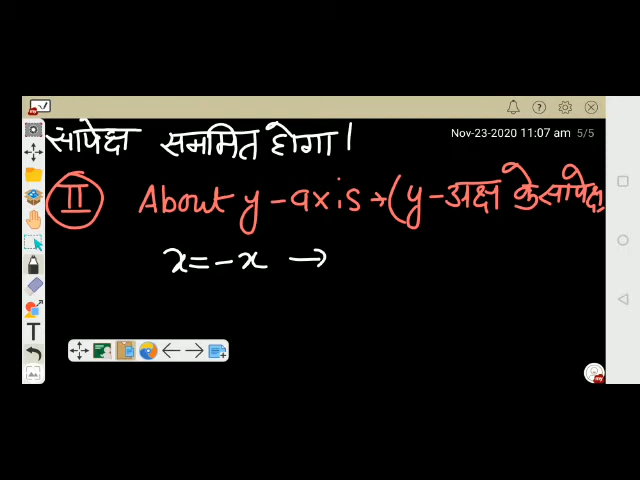 सापेक्ष सममित होगा।
Nov-23-2020 11:07 am 5/5
II About y-axis → (y-अक्ष के सापेक्ष
x = -x →
T